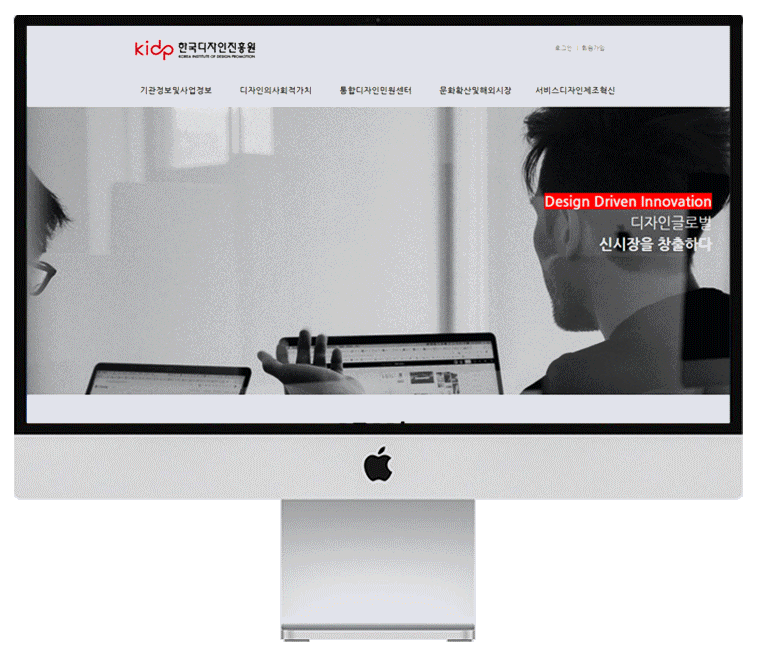 kidp 한국디자인진흥원
KOREA INSTITUTE OF DESIGN PROMOTION
로그인 | 회원가입
기관정보및사업정보 디자인의사회적가치 통합디자인민원센터 문화확산및해외시장 서비스디자인제조혁신
Design Driven Innovation
디자인글로벌
신시장을 창출하다